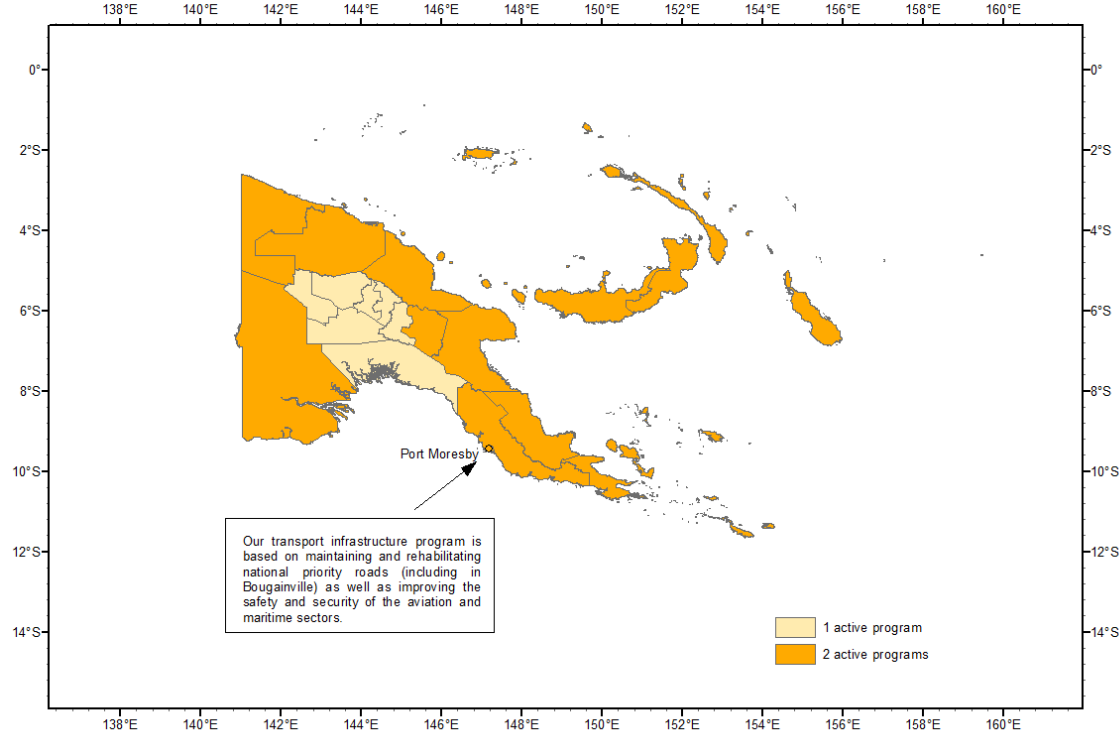 138°E 140°E 142°E 144°E 146°E 148°E 150°E 152°E 154°E 156°E 158°E 160°E
0° 0°
2°S 2°S
4°S 4°S
6°S 6°S
8°S 8°S
Port Moresby
10°S 10°S
Our transport infrastructure program is
based on maintaining and rehabilitating
national priority roads (including in
Bougainville) as well as improving the
safety and security of the aviation and
maritime sectors.
12°S 12°S
14°S 14°S
1 active program
2 active programs
138°E 140°E 142°E 144°E 146°E 148°E 150°E 152°E 154°E 156°E 158°E 160°E